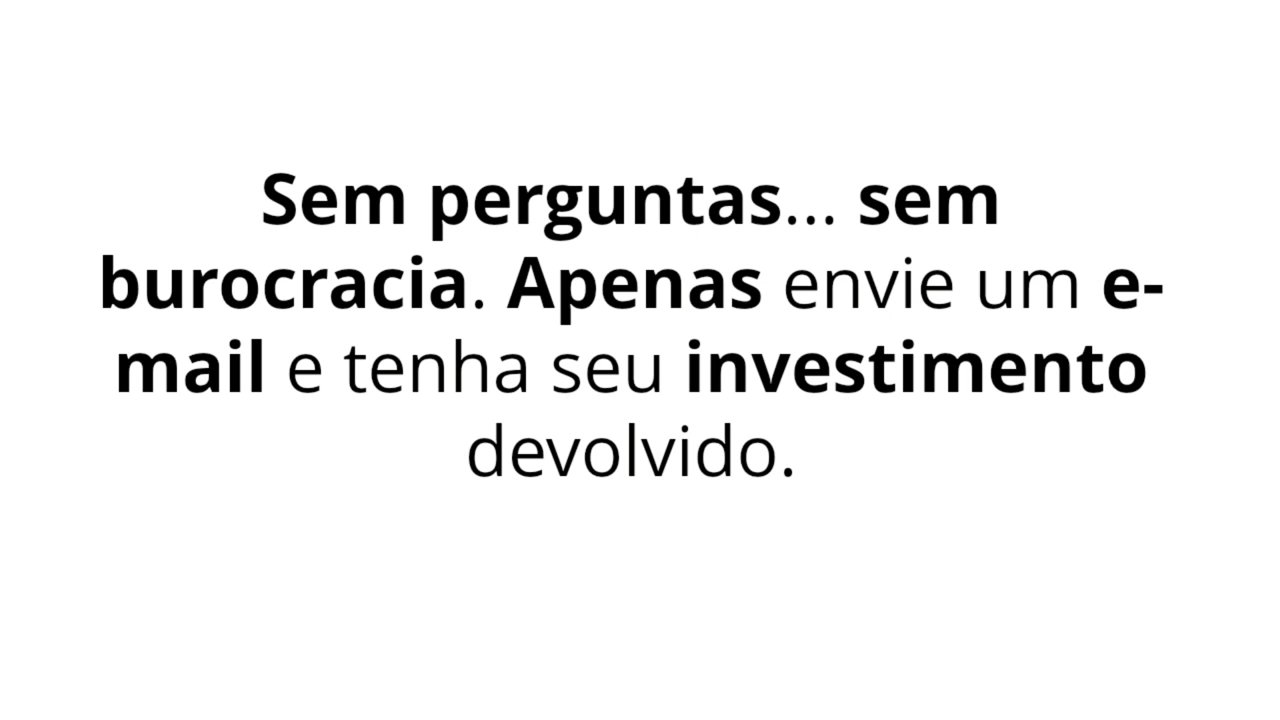 Sem perguntas... sem
burocracia. Apenas envie um e-
mail e tenha seu investimento
devolvido.